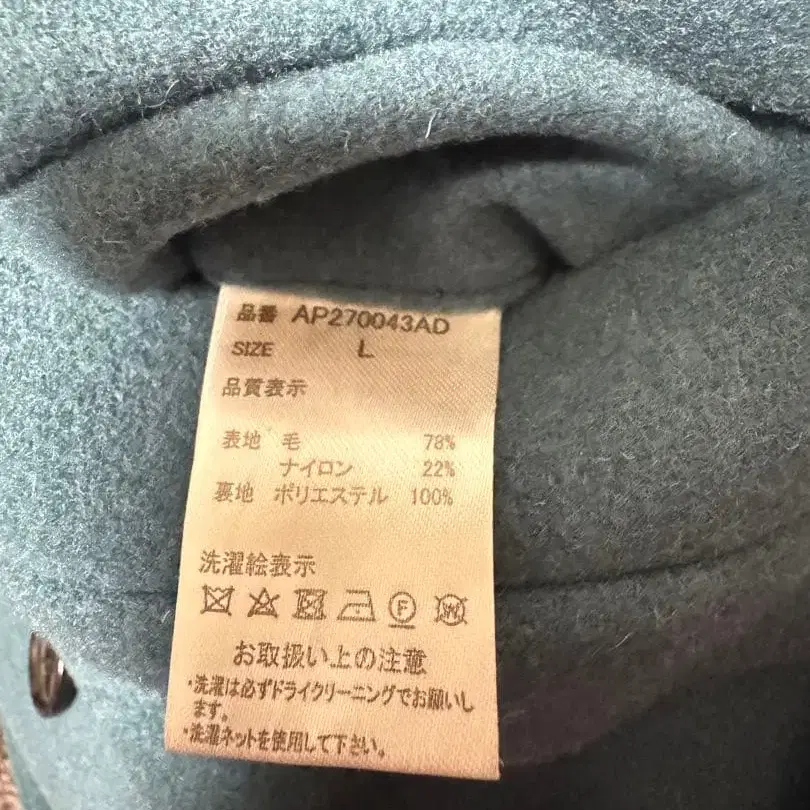 品番 AP270043AD
SIZE L
品質表示
表地 毛 78%
ナイロン 22%
裏地 ポリエステル 100%
洗濯絵表示
F W
お取扱い上の注意
・洗濯は必ずドライクリーニングでお願いし
ます。
・洗濯ネットを使用して下さい。